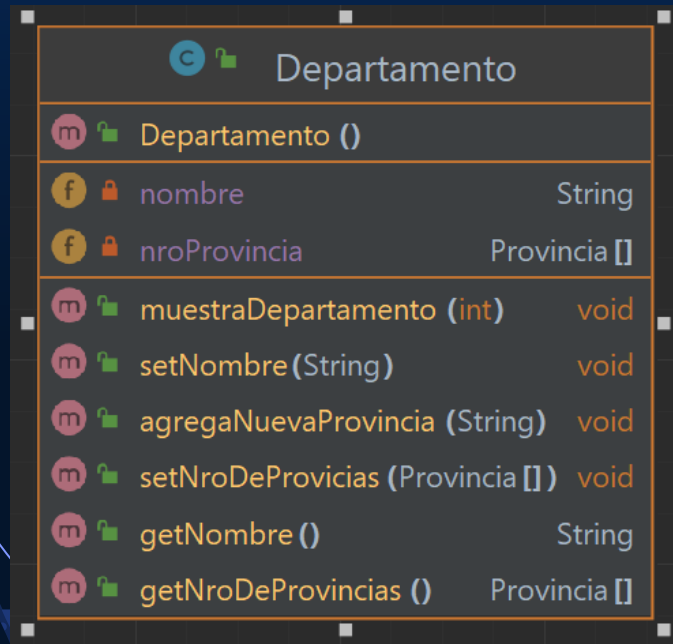 C Departamento
m Departamento ()
f nombre String
f nroProvincia Provincia []
m muestraDepartamento (int) void
m setNombre(String) void
m agregaNuevaProvincia (String) void
m setNroDeProvicias (Provincia []) void
m getNombre () String
m getNroDeProvincias () Provincia []